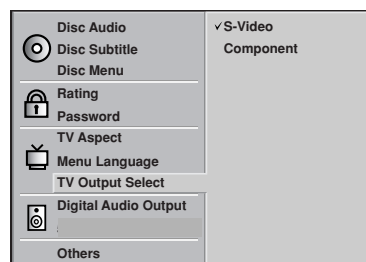 Disc Audio
Disc Subtitle
Disc Menu
Rating
Password
TV Aspect
Menu Language
TV Output Select
Digital Audio Output
Others
✓S-Video
Component